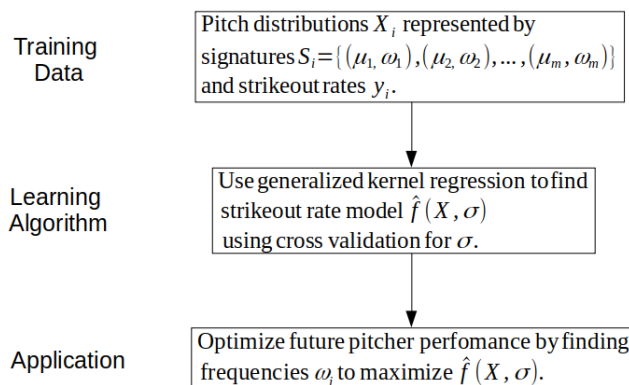 Training
Data
Pitch distributions X_i represented by
signatures S_i={(μ_1, ω_1),(μ_2, ω_2),...,(μ_m, ω_m)}
and strikeout rates y_i.
Learning
Algorithm
Use generalized kernel regression to find
strikeout rate model f̂(X,σ)
using cross validation for σ.
Application
Optimize future pitcher perfomance by finding
frequencies ω_i to maximize f̂(X,σ).